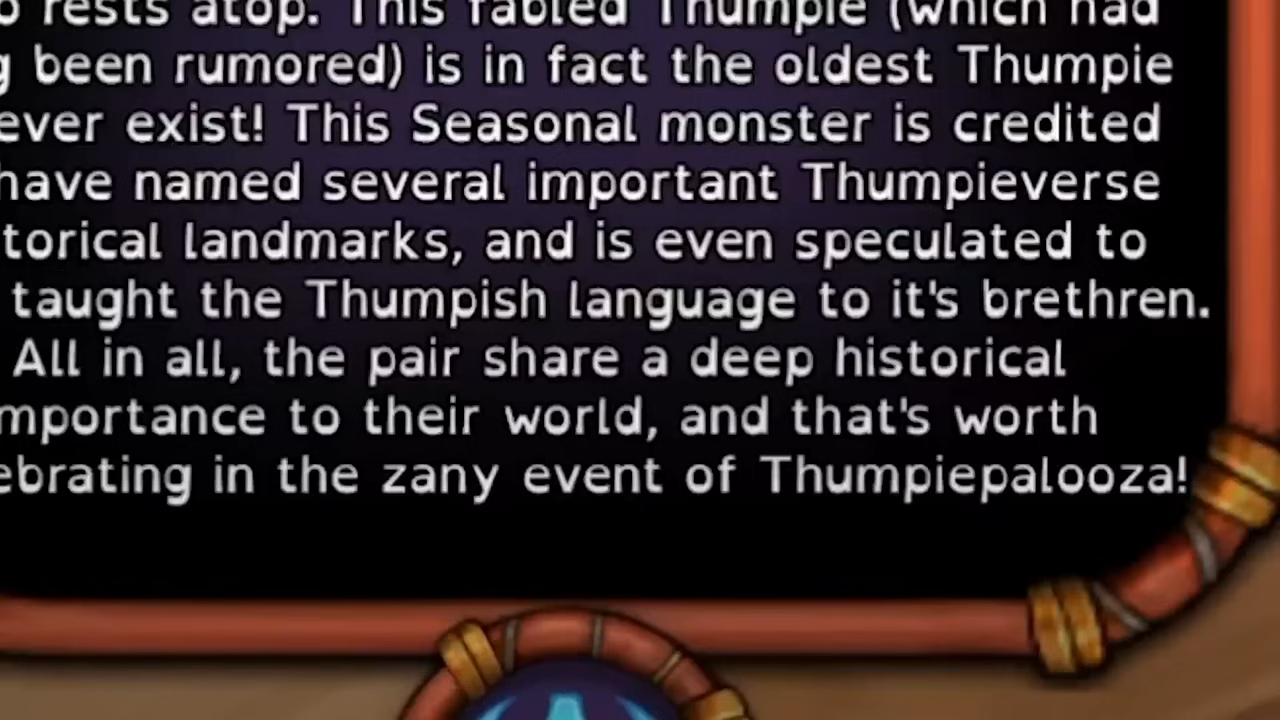 rests atop. This fabled Thumpie (which had
been rumored) is in fact the oldest Thumpie
ever exist! This Seasonal monster is credited
have named several important Thumpieverse
torical landmarks, and is even speculated to
taught the Thumpish language to it's brethren.
All in all, the pair share a deep historical
mportance to their world, and that's worth
ebrating in the zany event of Thumpiepalooza!